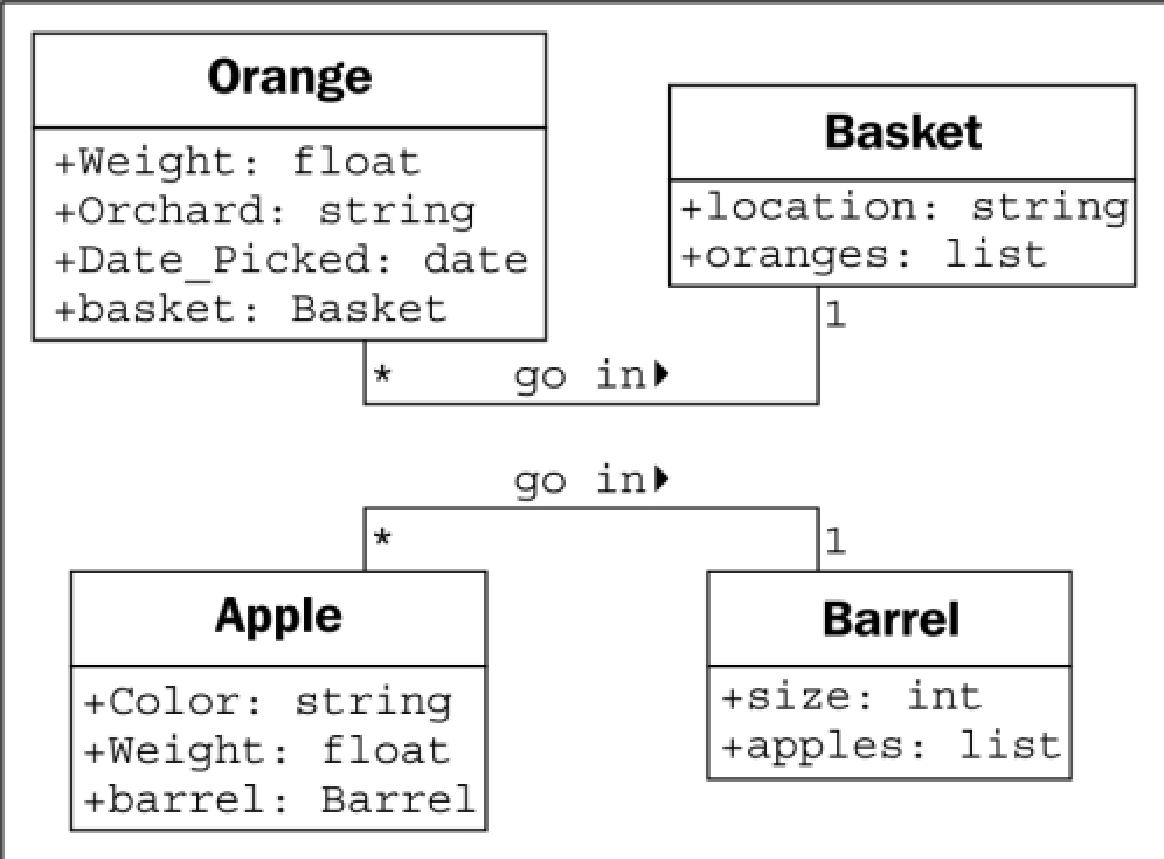 Orange
+Weight: float
+Orchard: string
+Date_Picked: date
+basket: Basket
Basket
+location: string
+oranges: list
1
* go in▶
go in▶
* 1
Apple
+Color: string
+Weight: float
+barrel: Barrel
Barrel
+size: int
+apples: list